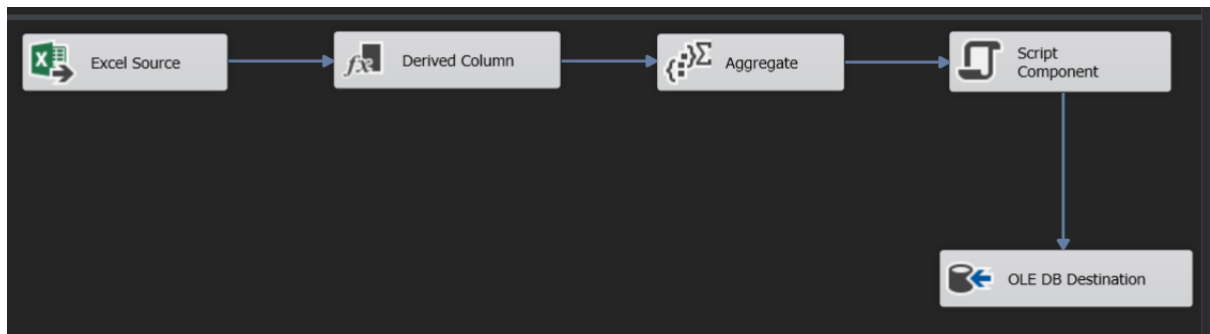 Excel Source
Derived Column
Aggregate
Script
Component
OLE DB Destination